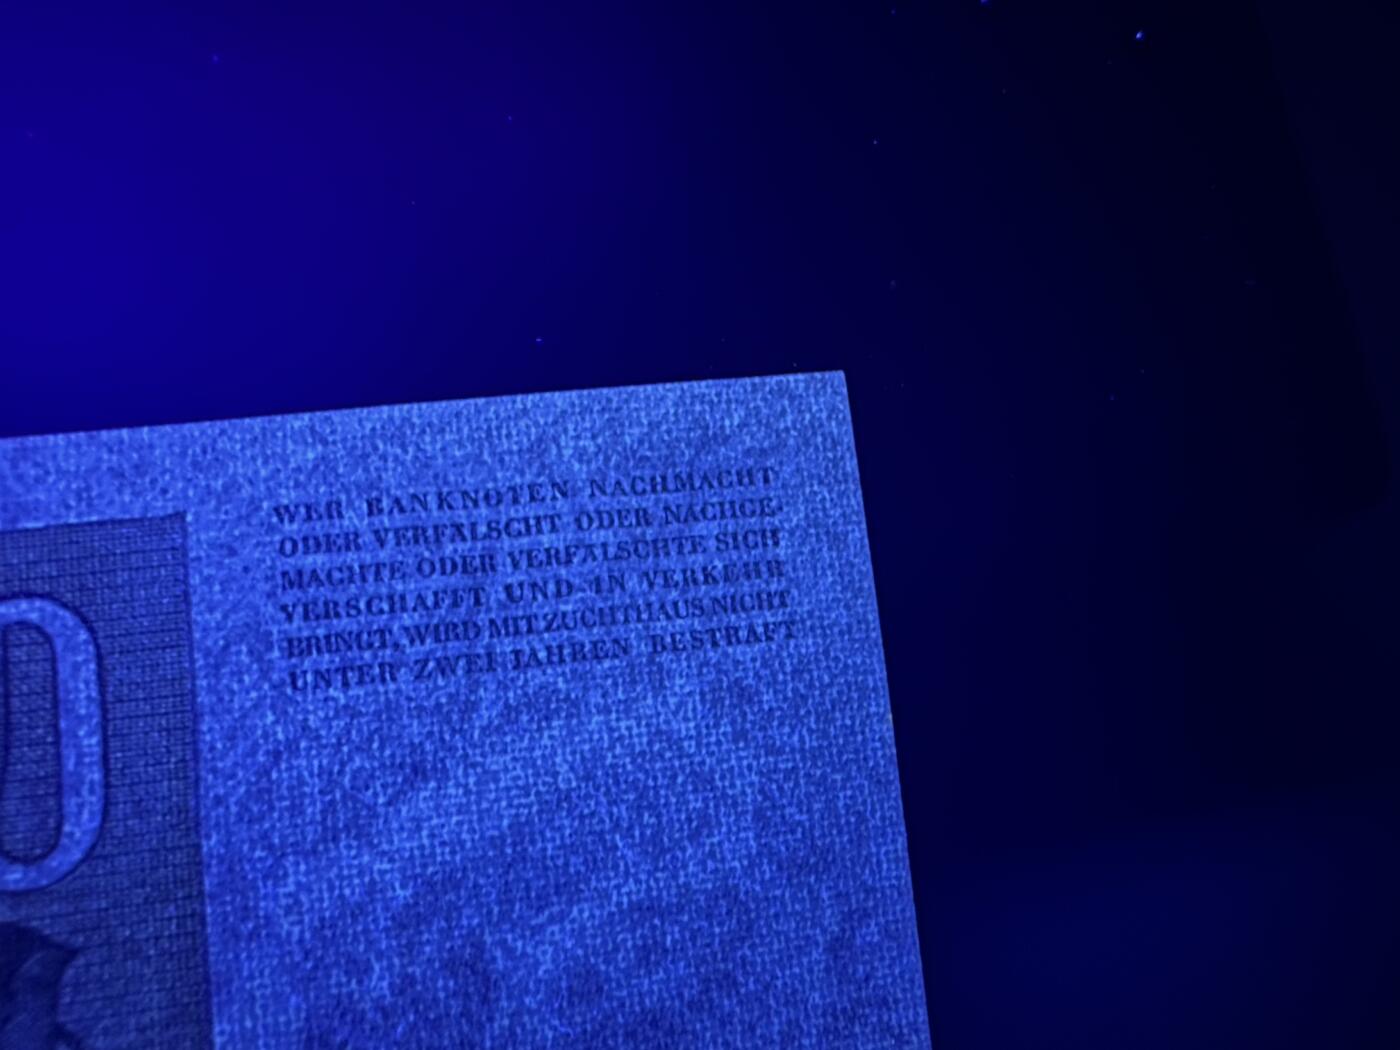 0
WER BANKNOTEN NACHMACHT
ODER VERFÄLSCHT ODER NACHGE-
MACHTE ODER VERFÄLSCHTE SICH
VERSCHAFFT UND IN VERKEHR
BRINGT, WIRD MIT ZUCHTHAUS NICHT
UNTER ZWEI JAHREN BESTRAFT